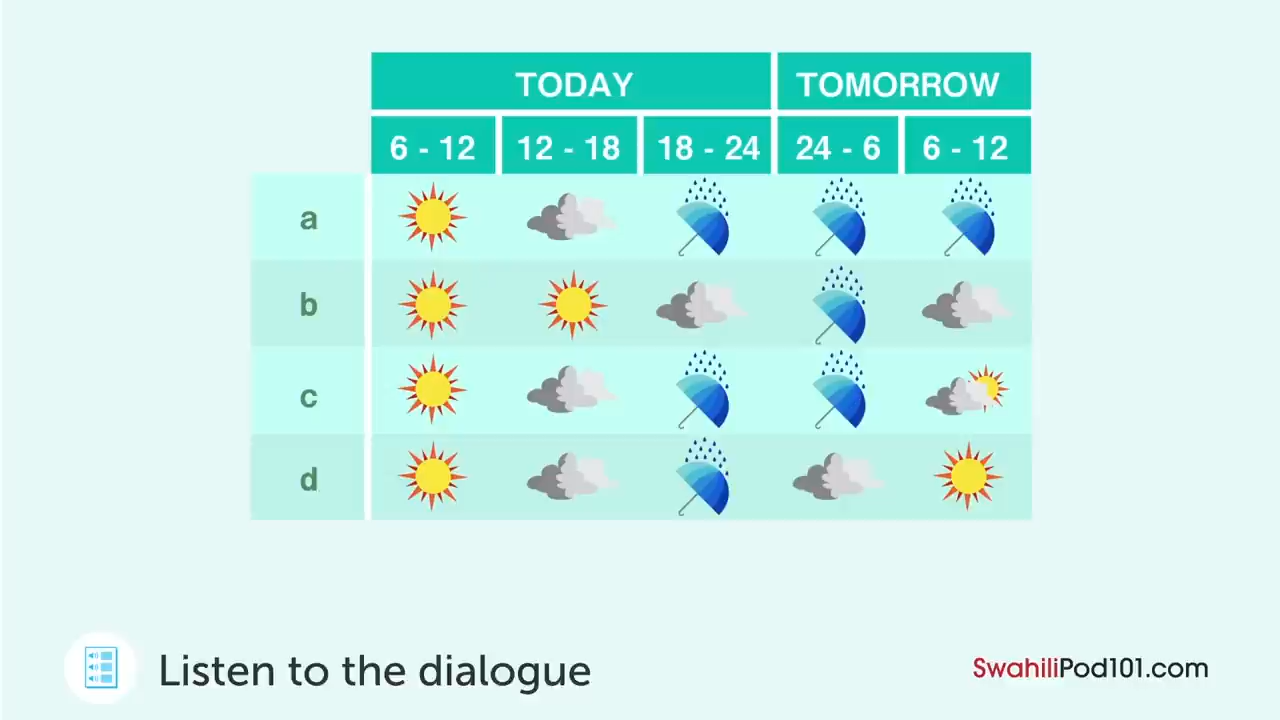 TODAY TOMORROW
6 - 12 12 - 18 18 - 24 24 - 6 6 - 12
a
b
c
d
Listen to the dialogue
SwahiliPod101.com